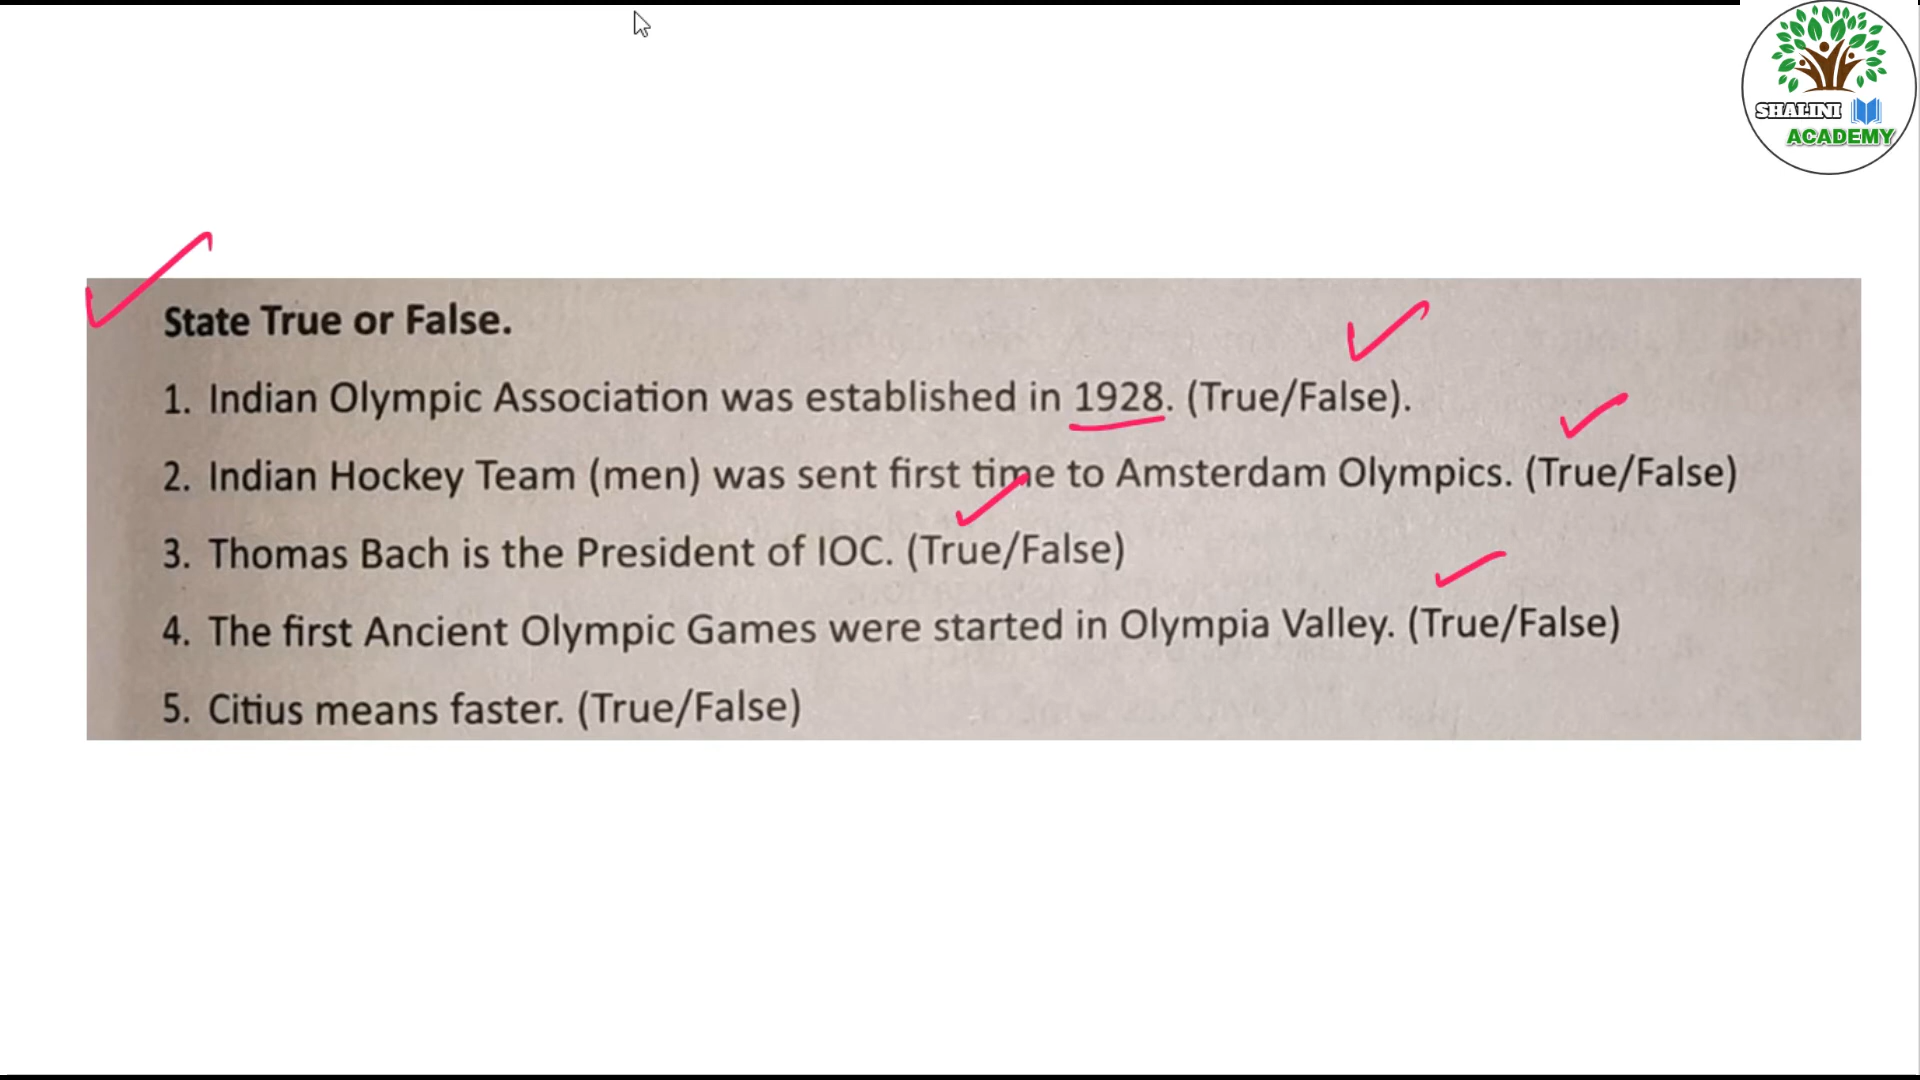 SHALINI
ACADEMY
State True or False.
1. Indian Olympic Association was established in 1928. (True/False).
2. Indian Hockey Team (men) was sent first time to Amsterdam Olympics. (True/False)
3. Thomas Bach is the President of IOC. (True/False)
4. The first Ancient Olympic Games were started in Olympia Valley. (True/False)
5. Citius means faster. (True/False)